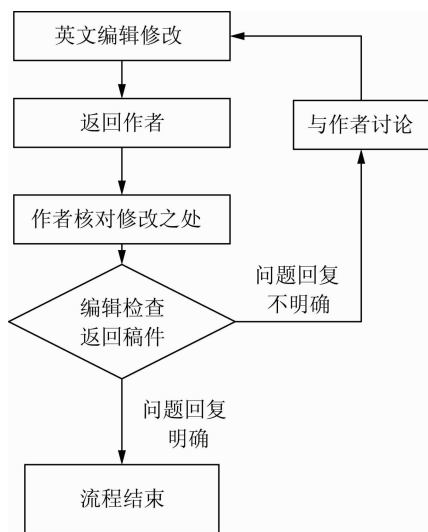 英文编辑修改
返回作者
与作者讨论
作者核对修改之处
编辑检查
返回稿件
问题回复
不明确
问题回复
明确
流程结束